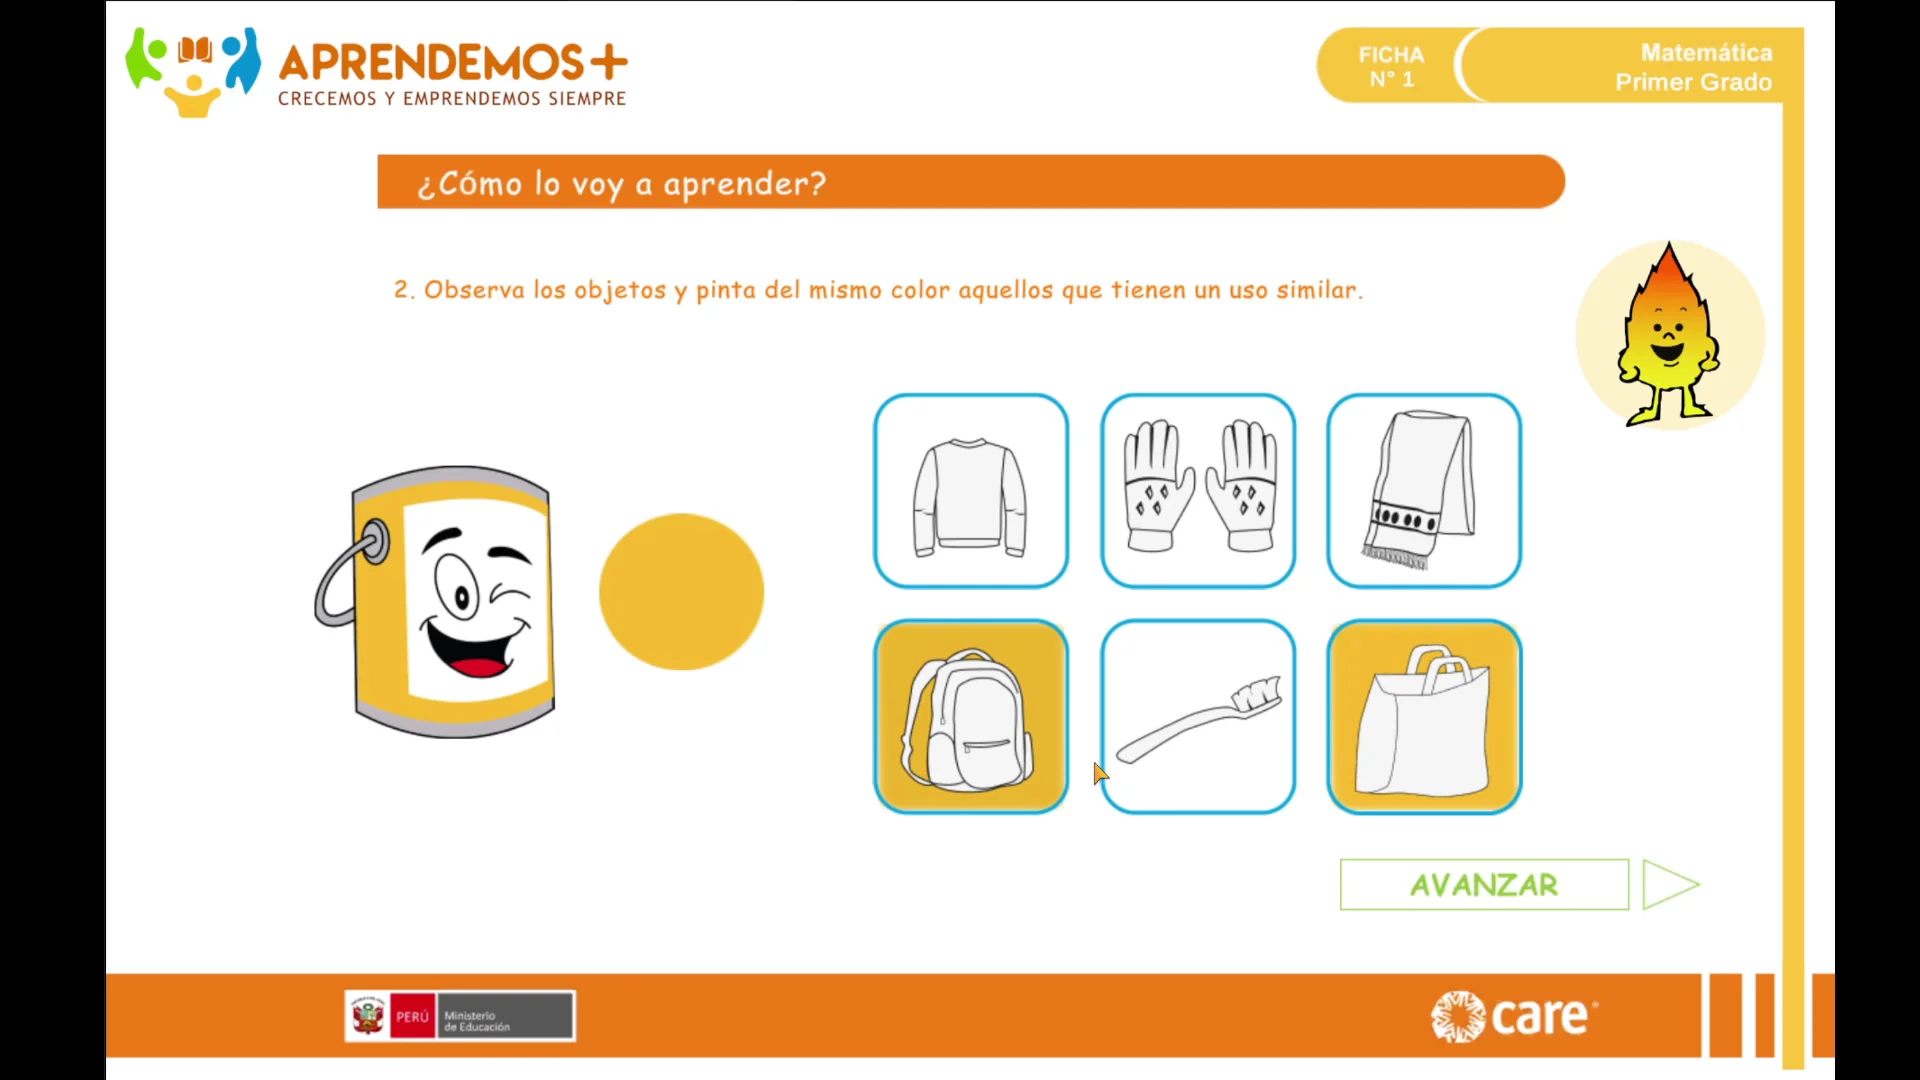 APRENDEMOS+
CRECEMOS Y EMPRENDEMOS SIEMPRE
FICHA
N° 1
Matemática
Primer Grado
¿Cómo lo voy a aprender?
2. Observa los objetos y pinta del mismo color aquellos que tienen un uso similar.
AVANZAR
PERÚ
Ministerio
de Educación
care